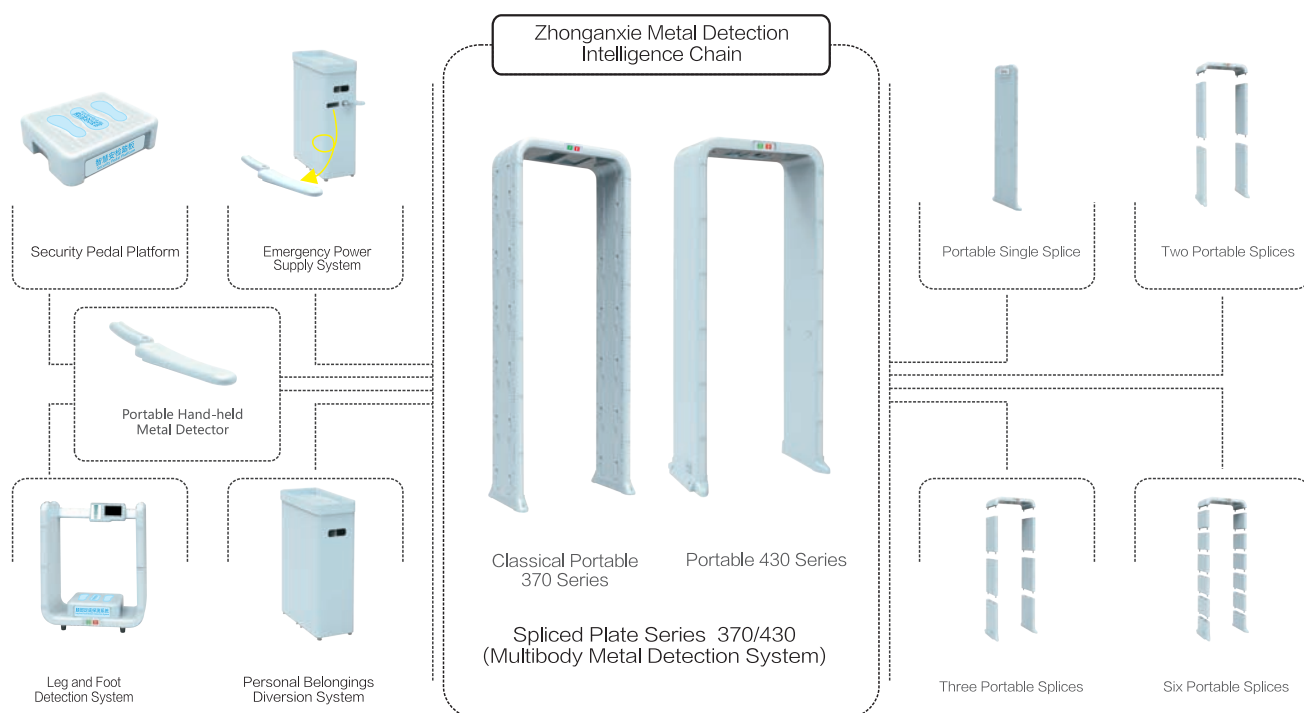 Zhonganxie Metal Detection
Intelligence Chain
Security Pedal Platform
Emergency Power
Supply System
Portable Hand-held
Metal Detector
Leg and Foot
Detection System
Personal Belongings
Diversion System
Classical Portable
370 Series
Portable 430 Series
Spliced Plate Series 370/430
(Multibody Metal Detection System)
Portable Single Splice
Two Portable Splices
Three Portable Splices
Six Portable Splices